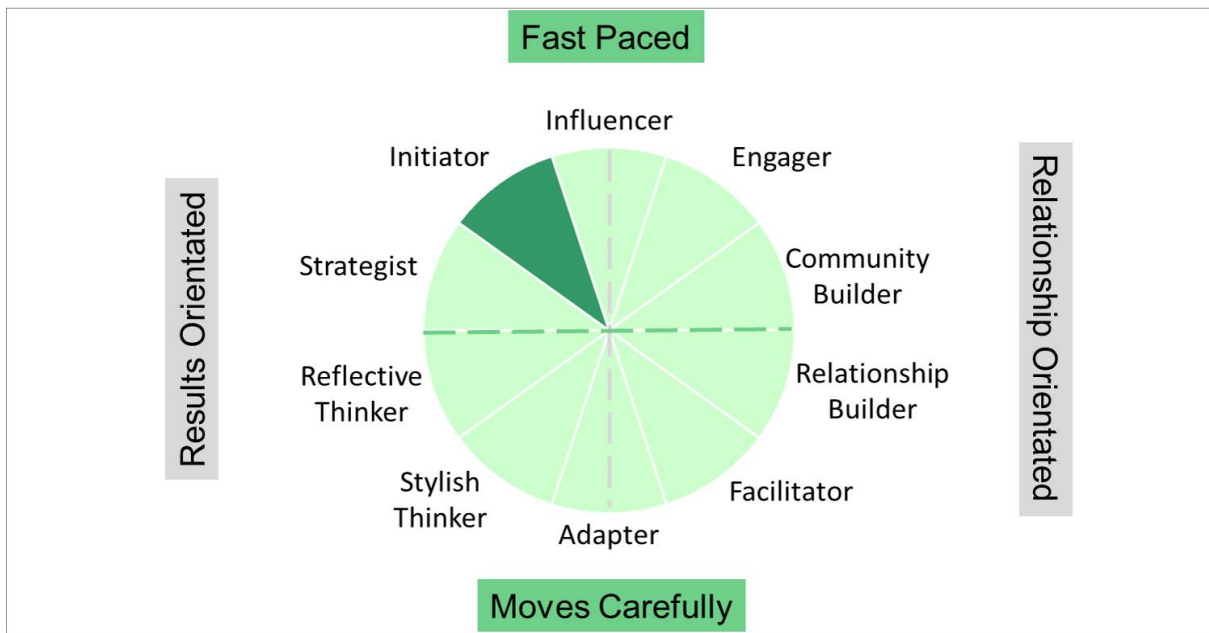 Fast Paced
Influencer
Initiator
Engager
Results Orientated
Relationship Orientated
Strategist
Community
Builder
Reflective
Thinker
Relationship
Builder
Stylish
Thinker
Facilitator
Adapter
Moves Carefully